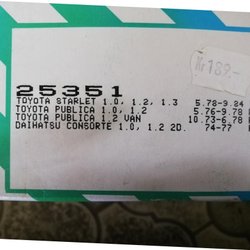 Kr 189:-
25351
TOYOTA STARLET 1.0, 1.2, 1.3 5.78-9.84
TOYOTA PUBLICA 1.0, 1.2 5.76-9.78
TOYOTA PUBLICA 1.2 VAN 10.73-6.78
DAIHATSU CONSORTE 1.0, 1.2 2D. 74-77